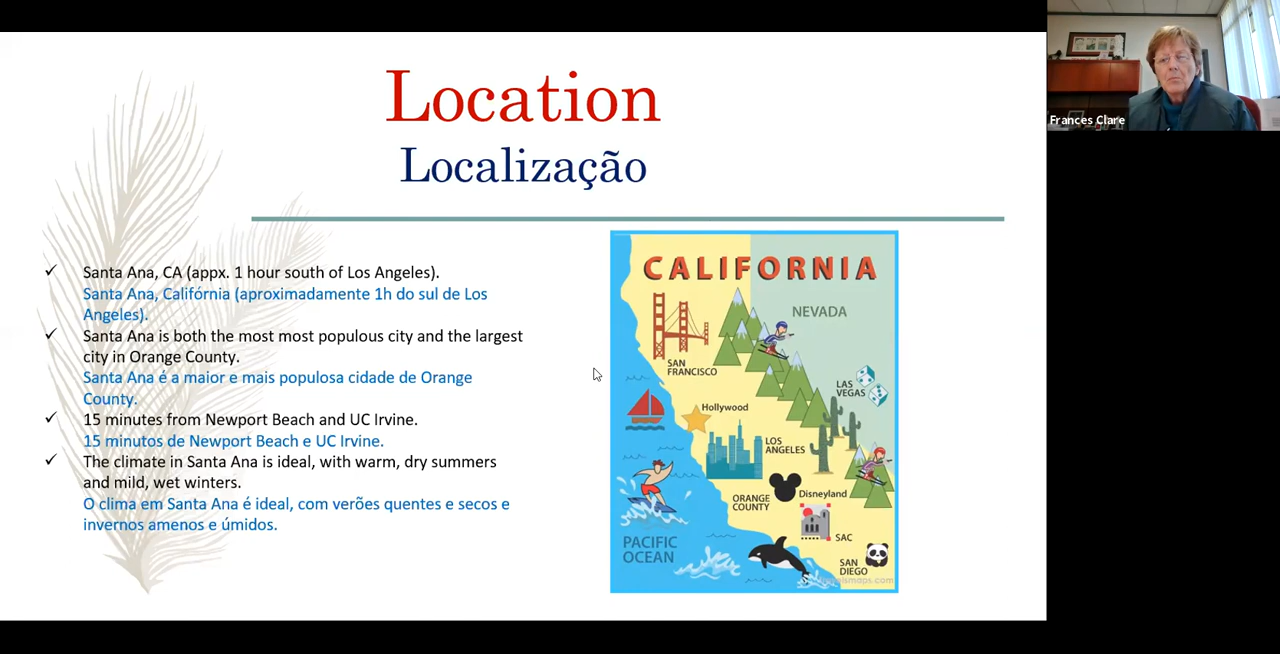 Location
Localização
Santa Ana, CA (appx. 1 hour south of Los Angeles).
Santa Ana, Califórnia (aproximadamente 1h do sul de Los
Angeles).
Santa Ana is both the most most populous city and the largest
city in Orange County.
Santa Ana é a maior e mais populosa cidade de Orange
County.
15 minutes from Newport Beach and UC Irvine.
15 minutos de Newport Beach e UC Irvine.
The climate in Santa Ana is ideal, with warm, dry summers
and mild, wet winters.
O clima em Santa Ana é ideal, com verões quentes e secos e
invernos amenos e úmidos.
CALIFORNIA
NEVADA
SAN
FRANCISCO
LAS
VEGAS
Hollywood
LOS
ANGELES
ORANGE
COUNTY
Disneyland
SAC
PACIFIC
OCEAN
SAN
DIEGO
Frances Clare